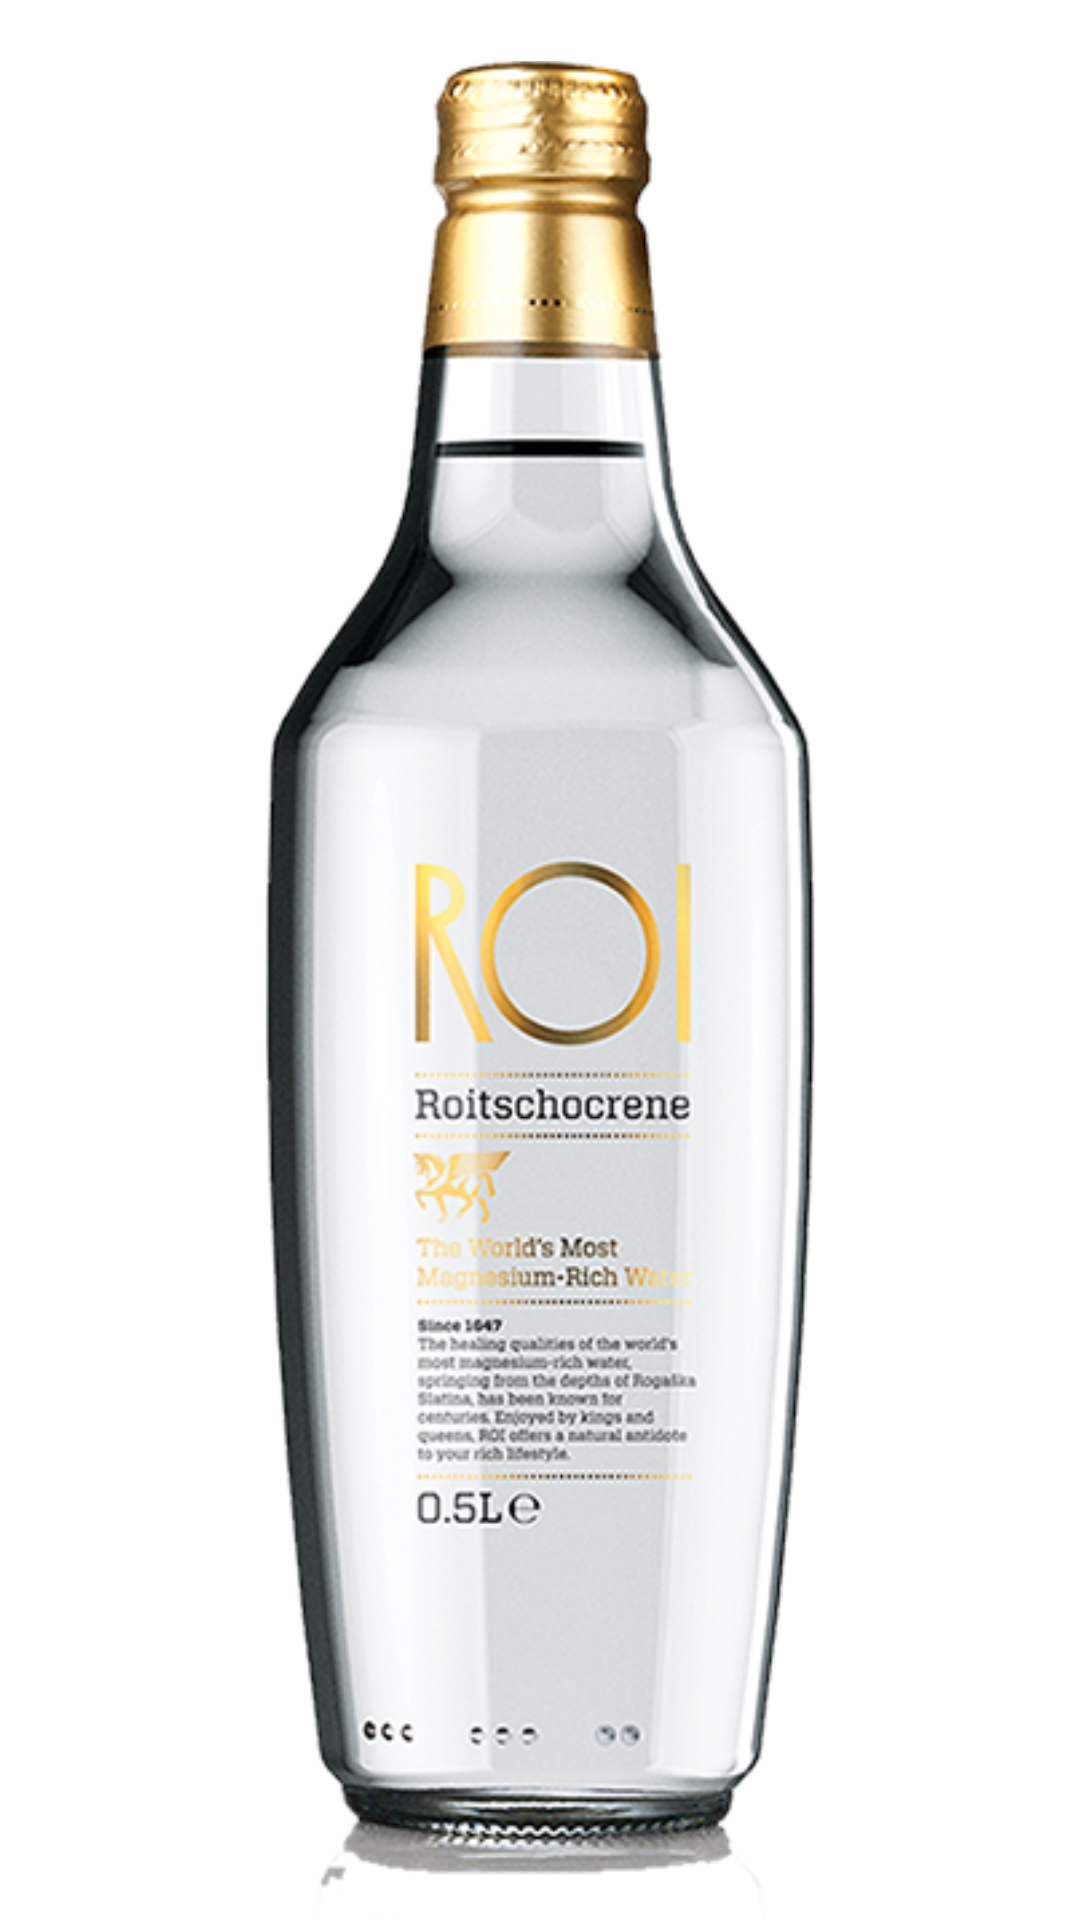 ROI
Roitschocrene
The World's Most
Magnesium-Rich Water
Since 1647
The healing qualities of the world's
most magnesium-rich water,
springing from the depths of Rogaška
Slatina, has been known for
centuries. Enjoyed by kings and
queens, ROI offers a natural antidote
to your rich lifestyle.
0.5L℮